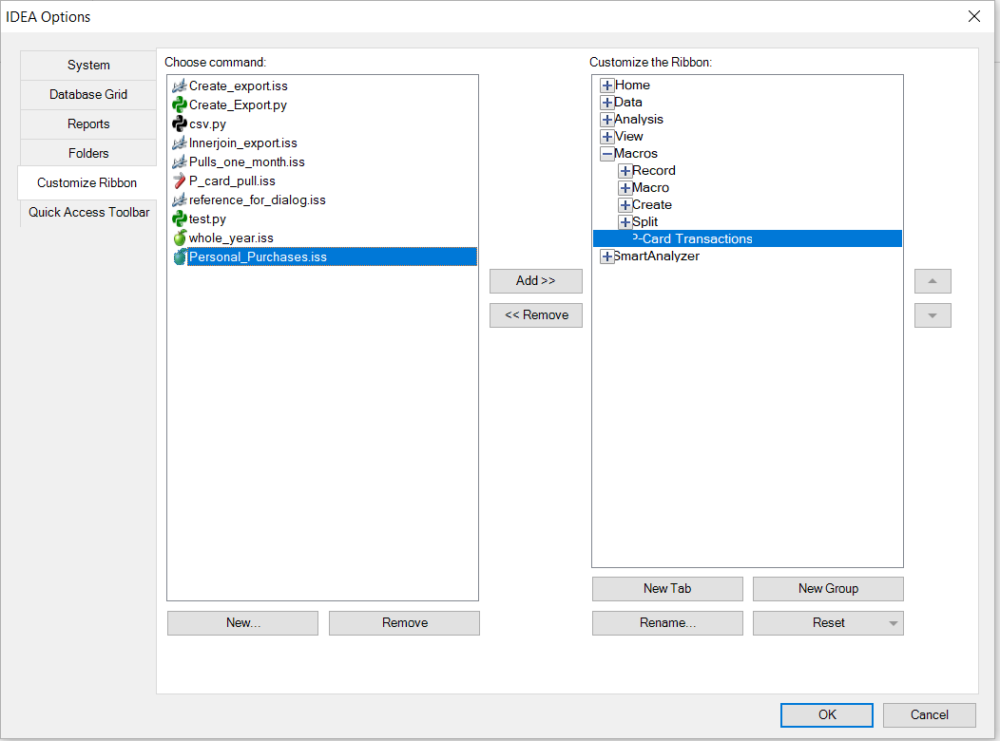 IDEA Options
System
Database Grid
Reports
Folders
Customize Ribbon
Quick Access Toolbar
Choose command:
Create_export.iss
Create_Export.py
csv.py
Innerjoin_export.iss
Pulls_one_month.iss
P_card_pull.iss
reference_for_dialog.iss
test.py
whole_year.iss
Personal_Purchases.iss
New...
Remove
Add >>
<< Remove
Customize the Ribbon:
Home
Data
Analysis
View
Macros
Record
Macro
Create
Split
P-Card Transactions
SmartAnalyzer
New Tab
New Group
Rename...
Reset
OK
Cancel